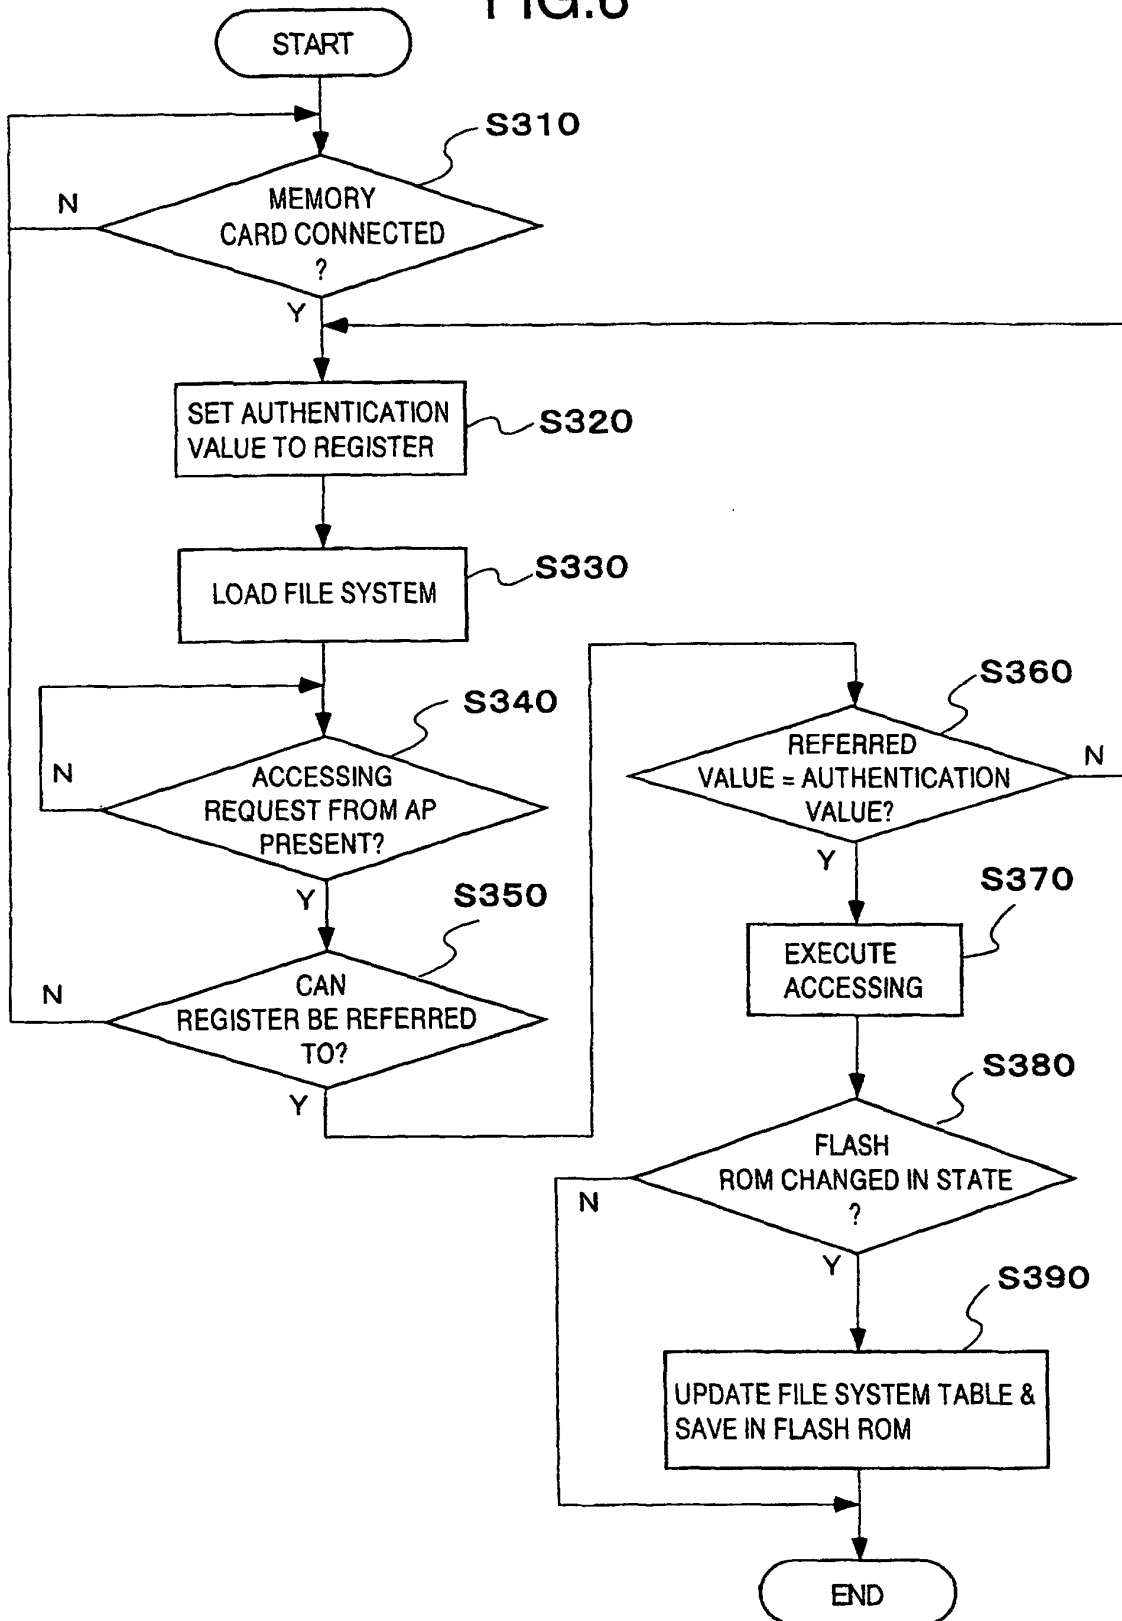 FIG.6
START
S310
N
MEMORY
CARD CONNECTED
?
Y
SET AUTHENTICATION
VALUE TO REGISTER
S320
LOAD FILE SYSTEM
S330
S340
N
ACCESSING
REQUEST FROM AP
PRESENT?
Y
S350
N
CAN
REGISTER BE REFERRED
TO?
Y
S360
REFERRED
VALUE = AUTHENTICATION
VALUE?
N
Y
S370
EXECUTE
ACCESSING
S380
FLASH
ROM CHANGED IN STATE
?
N
Y
S390
UPDATE FILE SYSTEM TABLE &
SAVE IN FLASH ROM
END